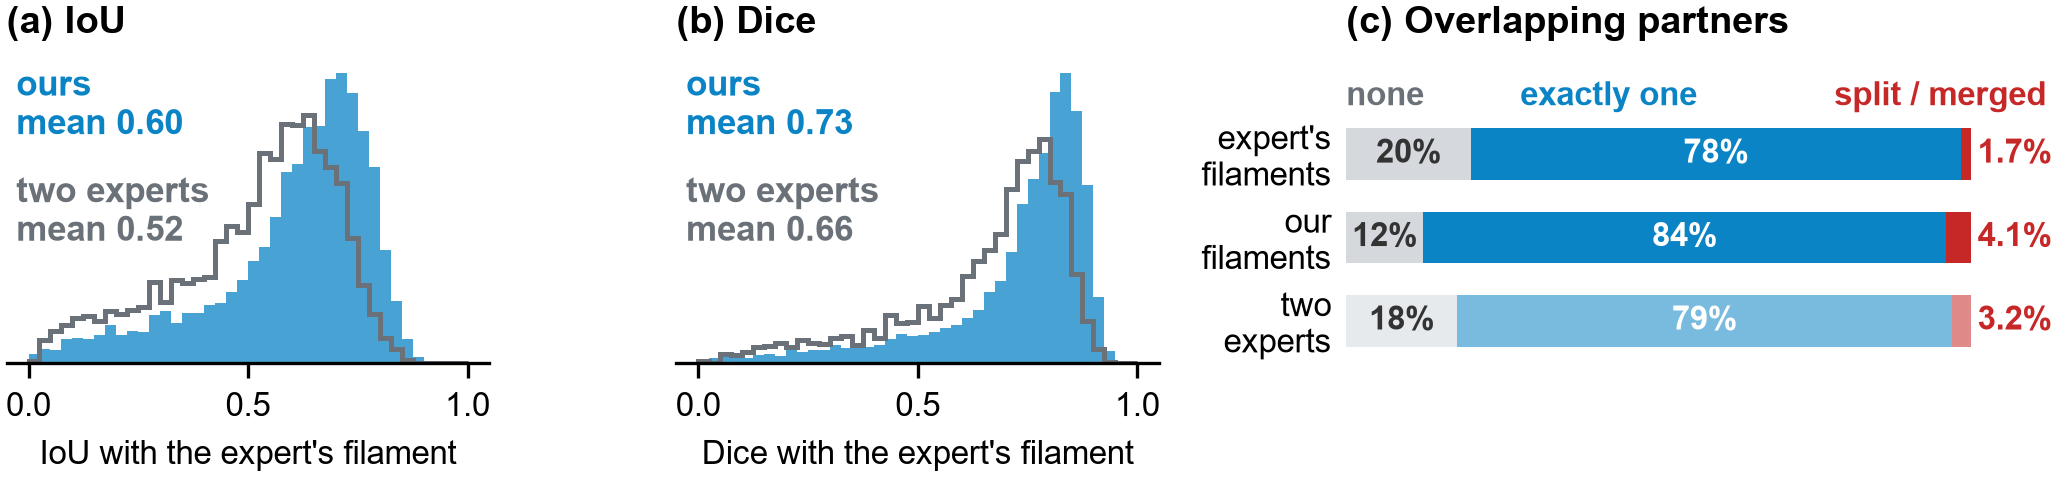 (a) IoU
ours
mean 0.60
two experts
mean 0.52
0.0 0.5 1.0
IoU with the expert's filament
(b) Dice
ours
mean 0.73
two experts
mean 0.66
0.0 0.5 1.0
Dice with the expert's filament
(c) Overlapping partners
none exactly one split / merged
expert's
filaments
20% 78% 1.7%
our
filaments
12% 84% 4.1%
two
experts
18% 79% 3.2%